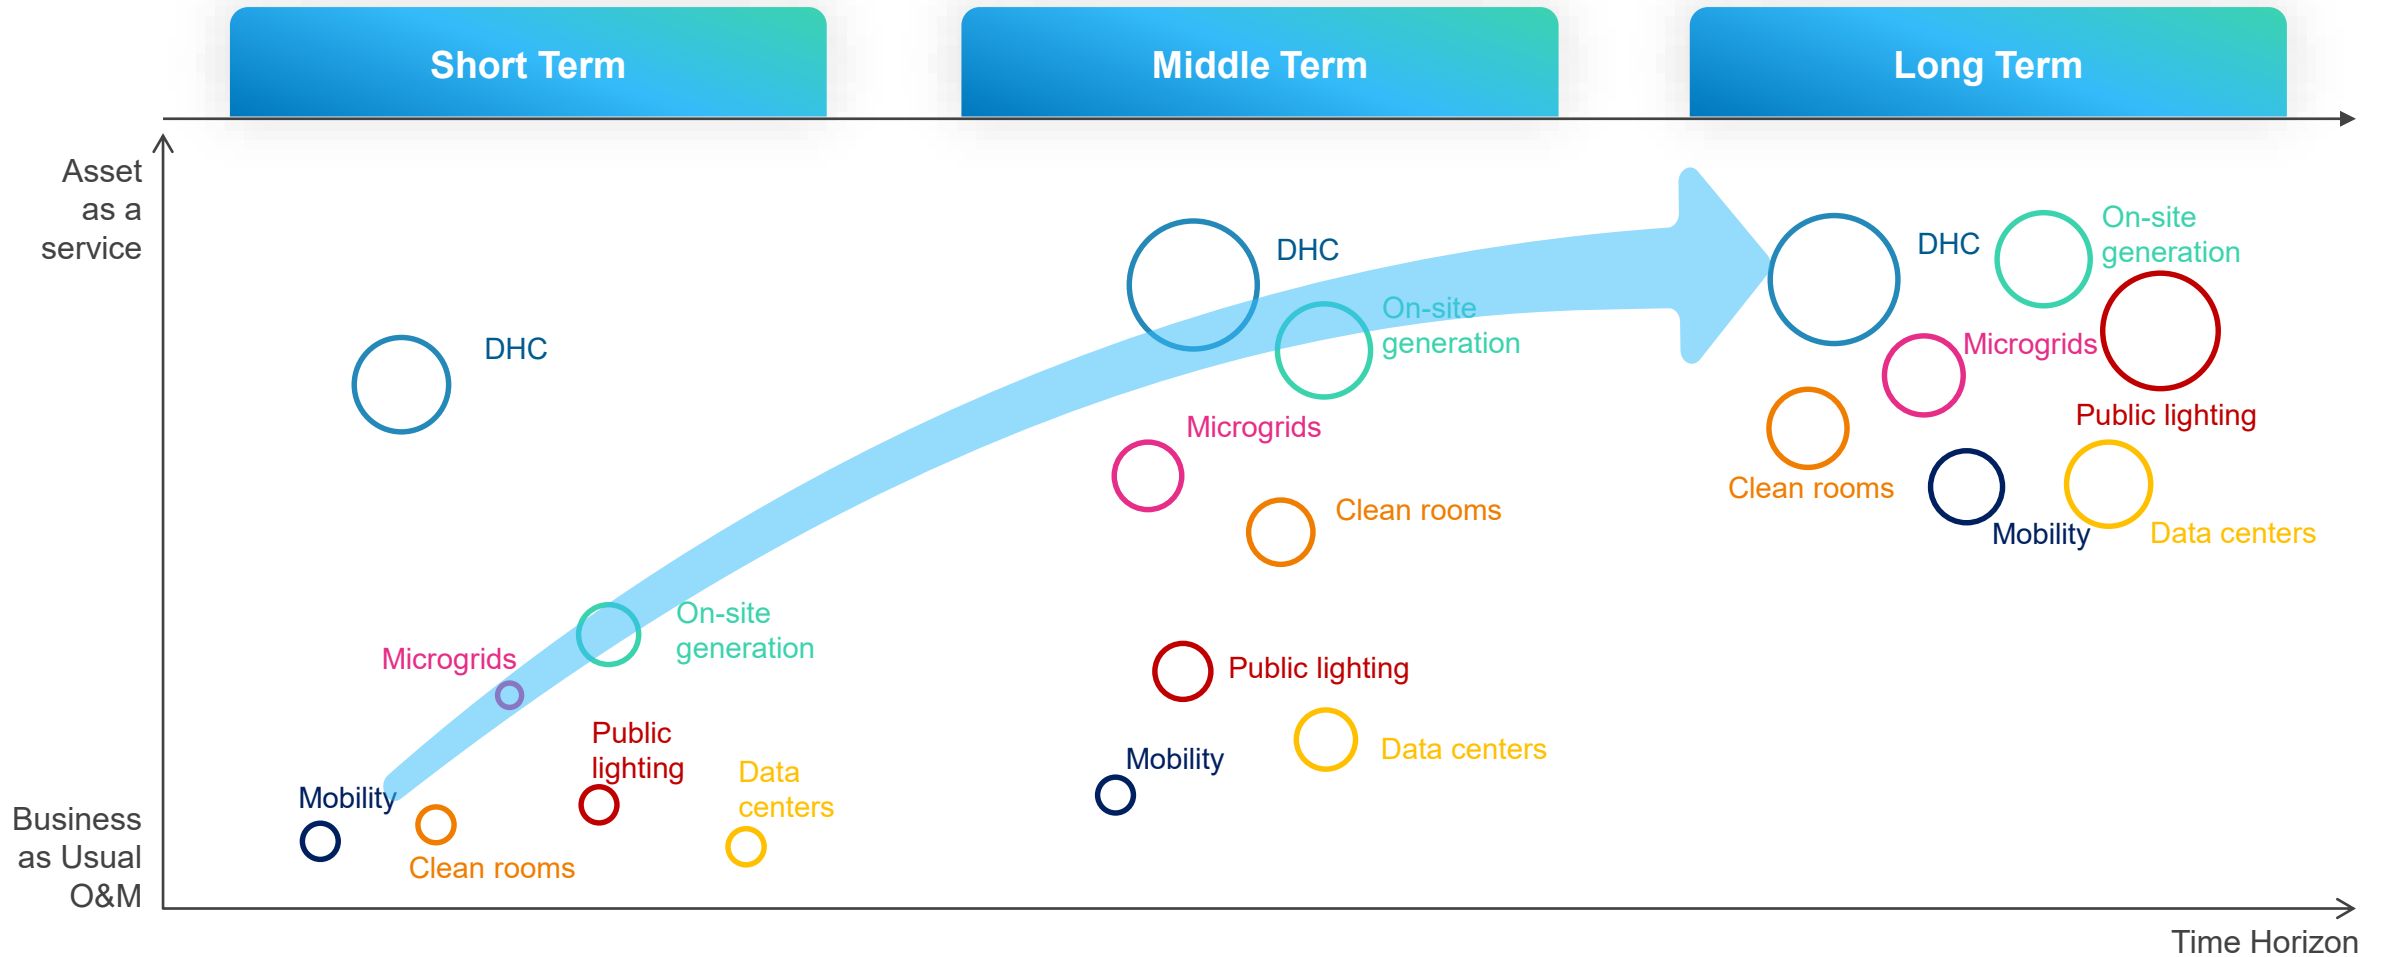 Short Term
Middle Term
Long Term
Asset
as a
service
DHC
Microgrids
On-site
generation
Public
lighting
Data
centers
Mobility
Clean rooms
DHC
On-site
generation
Microgrids
Clean rooms
Public lighting
Data centers
Mobility
DHC
On-site
generation
Microgrids
Public lighting
Clean rooms
Mobility
Data centers
Business
as Usual
O&M
Time Horizon